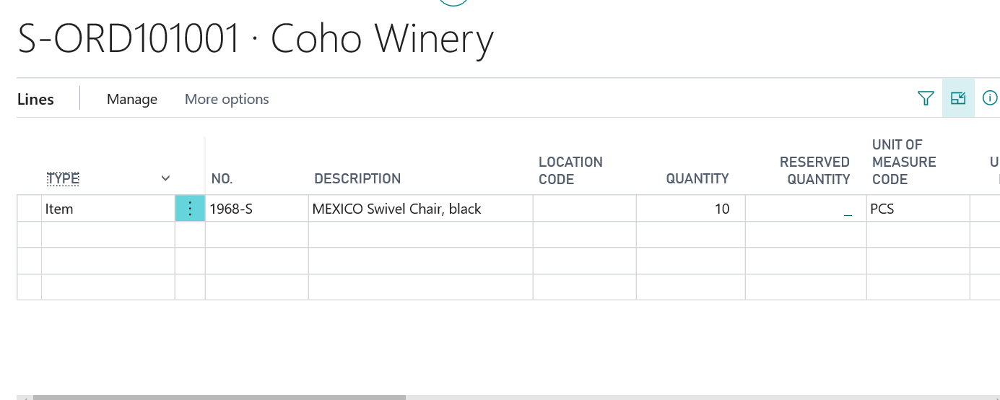 S-ORD101001 · Coho Winery
Lines Manage More options
TYPE NO. DESCRIPTION LOCATION CODE QUANTITY RESERVED QUANTITY UNIT OF MEASURE CODE
Item 1968-S MEXICO Swivel Chair, black 10 _ PCS